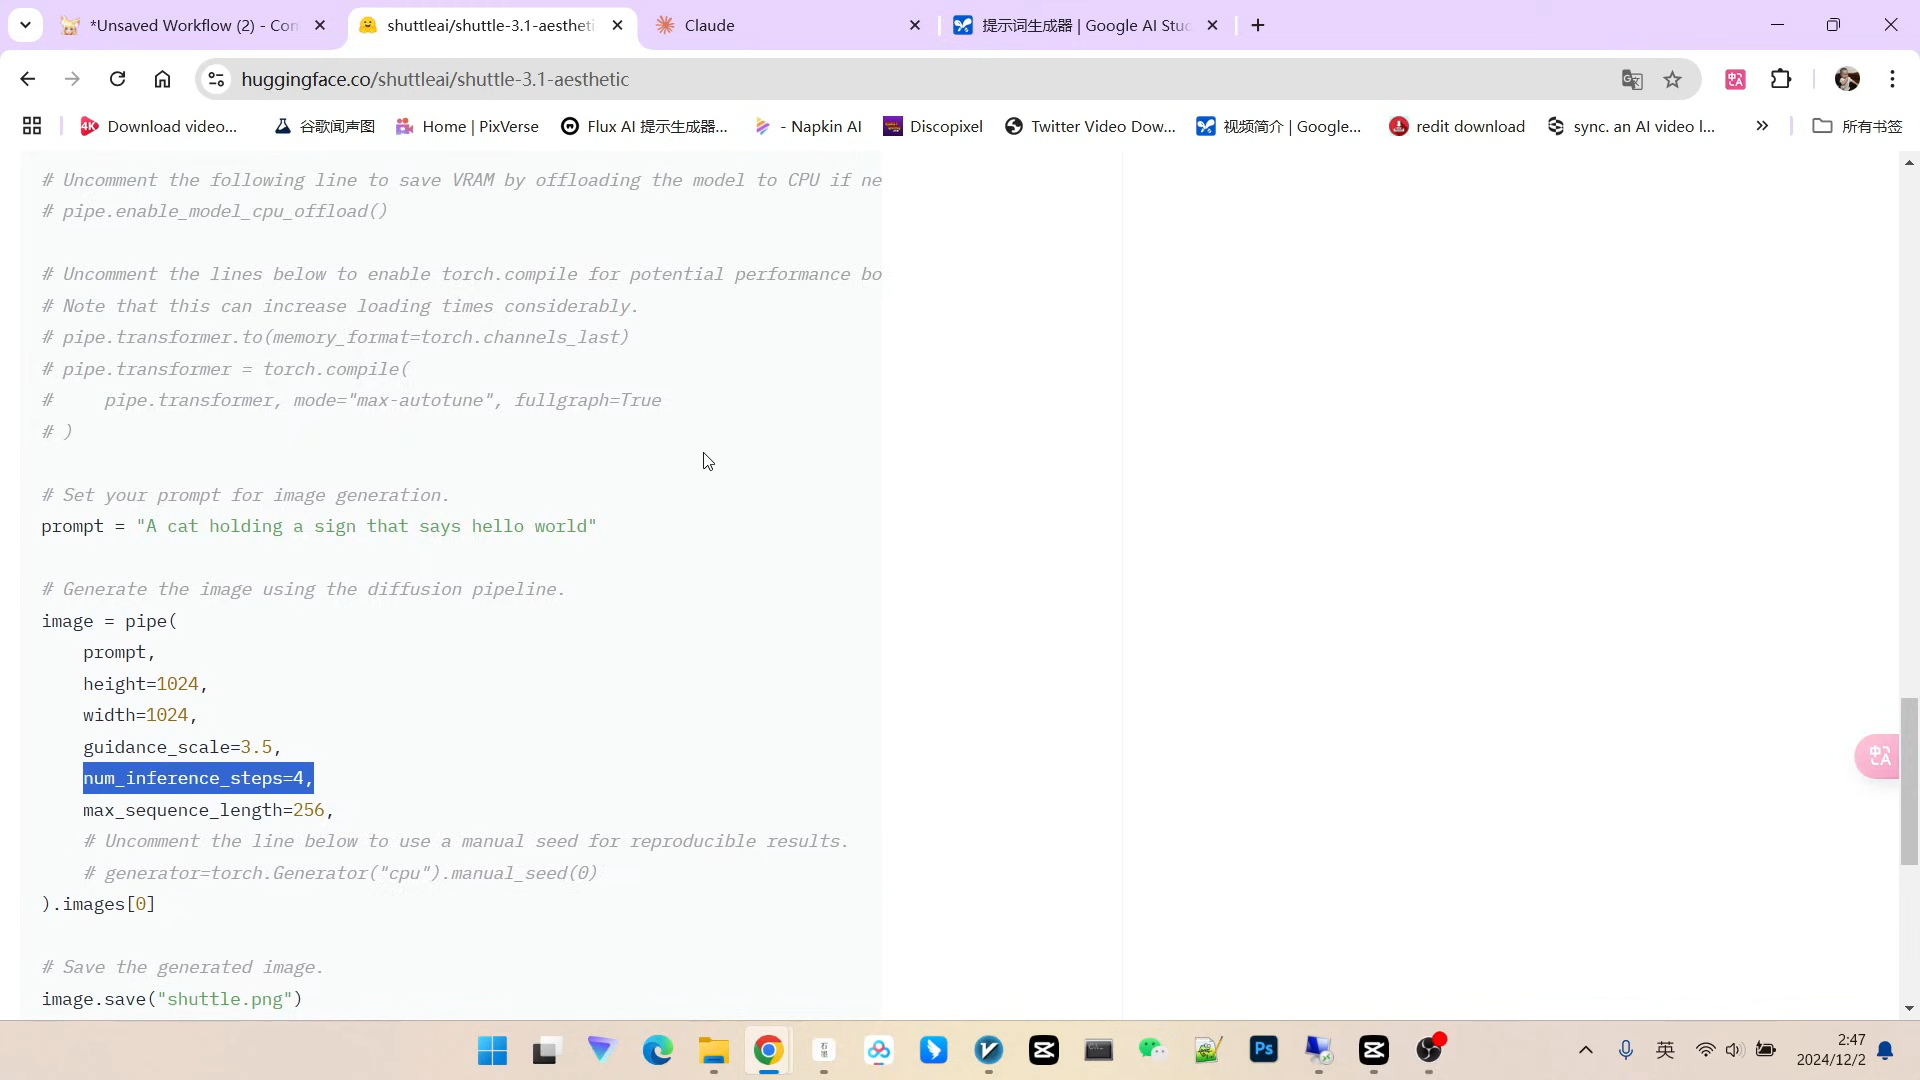 *Unsaved Workflow (2) - Con
shuttleai/shuttle-3.1-aestheti
Claude
提示词生成器 | Google AI Stud
huggingface.co/shuttleai/shuttle-3.1-aesthetic
Download video...
谷歌闻声图
Home | PixVerse
Flux AI 提示生成器...
- Napkin AI
Discopixel
Twitter Video Dow...
视频简介 | Google...
redit download
sync. an AI video l...
所有书签
# Uncomment the following line to save VRAM by offloading the model to CPU if ne
# pipe.enable_model_cpu_offload()
# Uncomment the lines below to enable torch.compile for potential performance bo
# Note that this can increase loading times considerably.
# pipe.transformer.to(memory_format=torch.channels_last)
# pipe.transformer = torch.compile(
#     pipe.transformer, mode="max-autotune", fullgraph=True
# )
# Set your prompt for image generation.
prompt = "A cat holding a sign that says hello world"
# Generate the image using the diffusion pipeline.
image = pipe(
    prompt,
    height=1024,
    width=1024,
    guidance_scale=3.5,
    num_inference_steps=4,
    max_sequence_length=256,
    # Uncomment the line below to use a manual seed for reproducible results.
    # generator=torch.Generator("cpu").manual_seed(0)
).images[0]
# Save the generated image.
image.save("shuttle.png")
英
2:47
2024/12/2